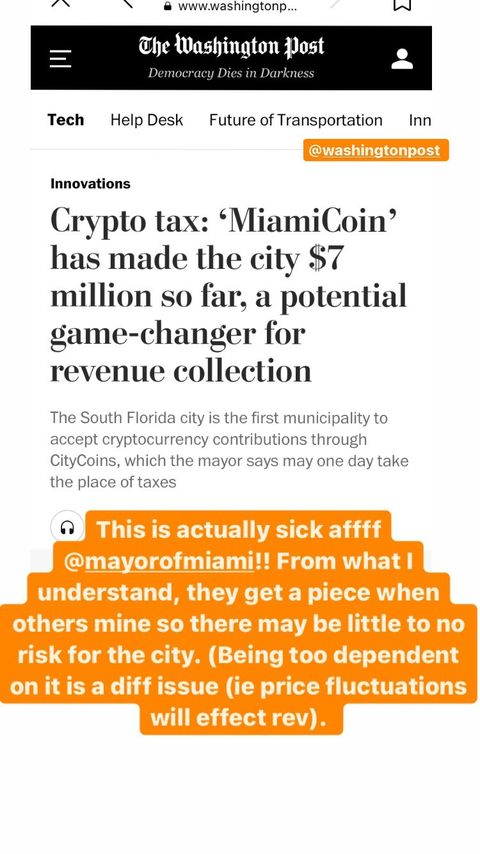 www.washingtonp...
The Washington Post
Democracy Dies in Darkness
Tech Help Desk Future of Transportation Inn
@washingtonpost
Innovations
Crypto tax: ‘MiamiCoin’
has made the city $7
million so far, a potential
game-changer for
revenue collection
The South Florida city is the first municipality to
accept cryptocurrency contributions through
CityCoins, which the mayor says may one day take
the place of taxes
This is actually sick affff
@mayorofmiami!! From what I
understand, they get a piece when
others mine so there may be little to no
risk for the city. (Being too dependent
on it is a diff issue (ie price fluctuations
will effect rev).